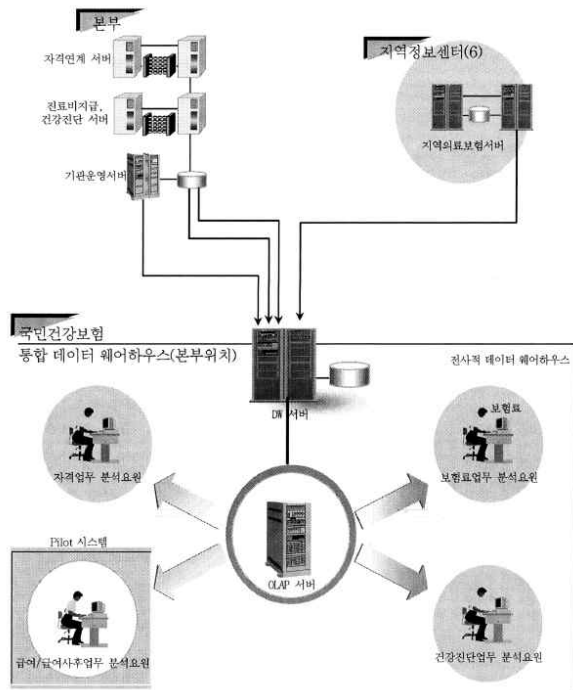 본부
자격연계 서버
진료비지급,
건강진단 서버
기관운영서버
지역정보센터(6)
지역의료보험서버
국민건강보험
통합 데이터 웨어하우스(본부위치)
전사적 데이터 웨어하우스
DW 서버
자격업무 분석요원
보험료
보험료업무 분석요원
Pilot 시스템
OLAP 서버
급여/급여사후업무 분석요원
건강진단업무 분석요원